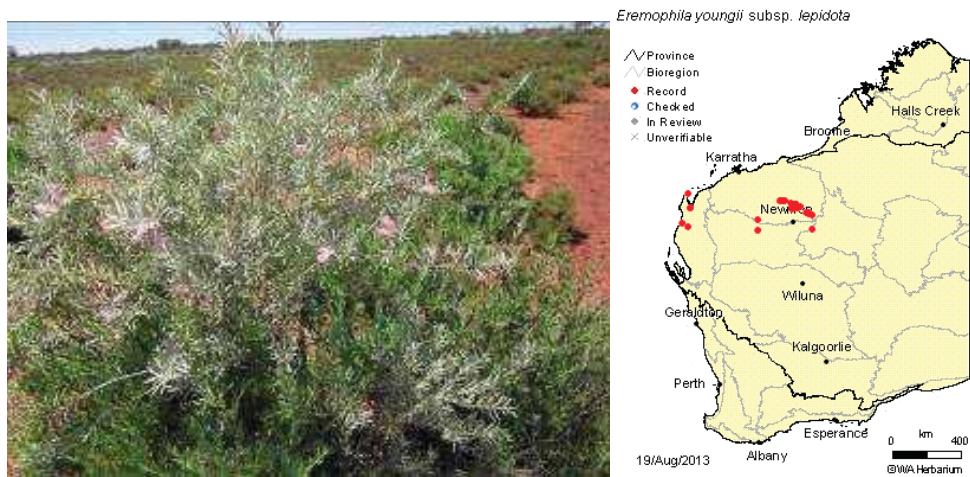 Eremophila youngii subsp. lepidota
Province
Bioregion
Record
Checked
In Review
Unverifiable
Halls Creek
Broome
Karratha
Newman
Wiluna
Geraldton
Kalgoorlie
Perth
Esperance
Albany
0 km 400
19/Aug/2013
©WA Herbarium